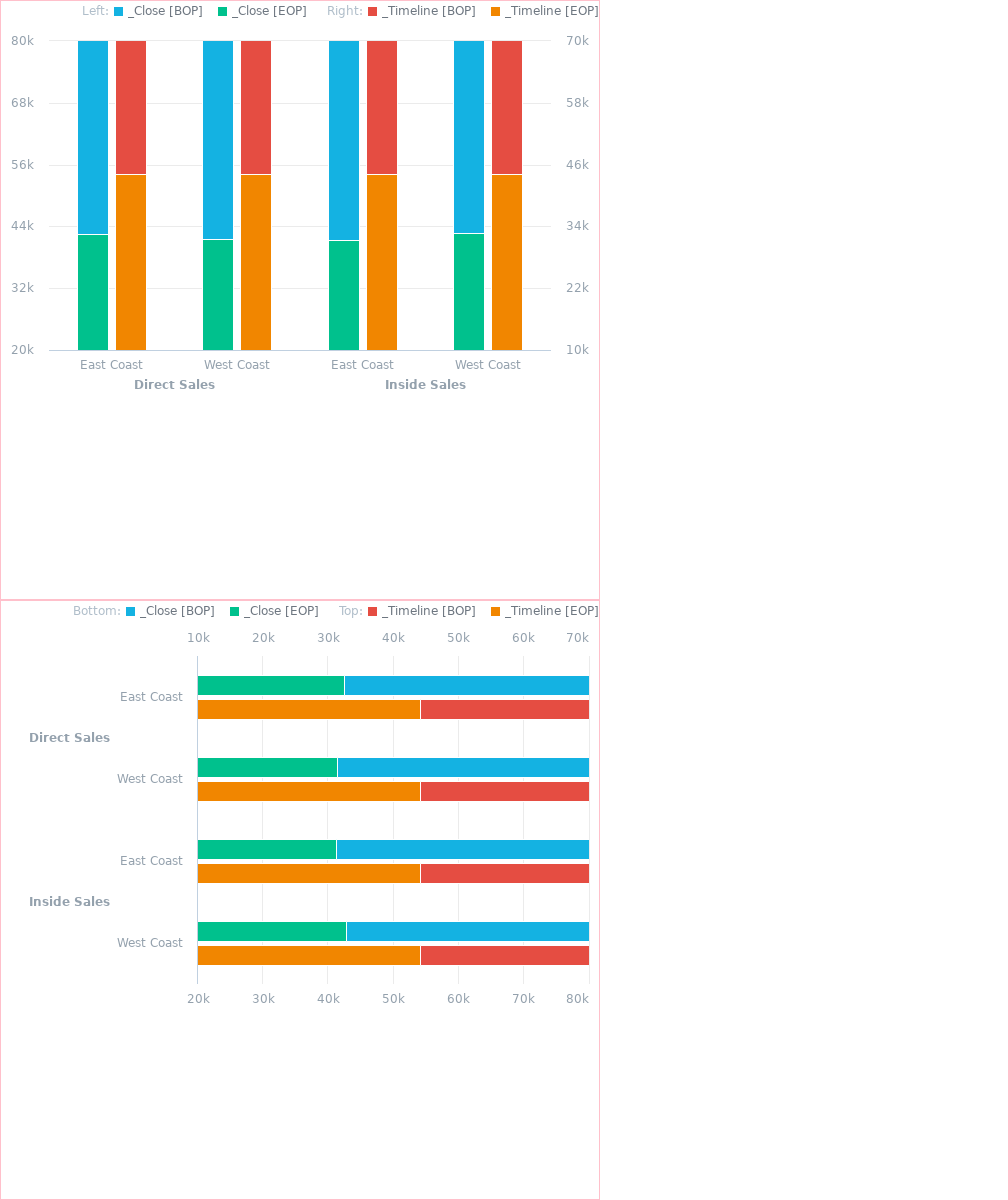 Left: _Close [BOP] _Close [EOP] Right: _Timeline [BOP] _Timeline [EOP]
80k 70k
68k 58k
56k 46k
44k 34k
32k 22k
20k 10k
East Coast West Coast East Coast West Coast
Direct Sales Inside Sales
Bottom: _Close [BOP] _Close [EOP] Top: _Timeline [BOP] _Timeline [EOP]
10k 20k 30k 40k 50k 60k 70k
East Coast
Direct Sales
West Coast
East Coast
Inside Sales
West Coast
20k 30k 40k 50k 60k 70k 80k